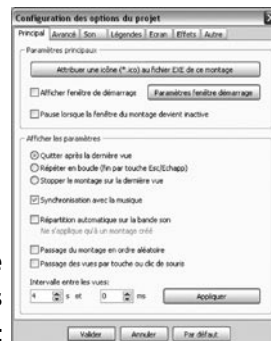 Configuration des options du projet
Principal Avancé Son Légendes Ecran Effets Autre
Paramètres principaux
Attribuer une icône (*.ico) au fichier EXE de ce montage
Afficher fenêtre de démarrage Paramètres fenêtre démarrage
Pause lorsque la fenêtre du montage devient inactive
Afficher les paramètres
Quitter après la dernière vue
Répéter en boucle (fin par touche Esc/Echapp)
Stopper le montage sur la dernière vue
Synchronisation avec la musique
Répartition automatique sur la bande son
Ne s'applique qu'à un montage créé
Passage du montage en ordre aléatoire
Passage des vues par touche ou clic de souris
Intervalle entre les vues:
4 s et 0 ms Appliquer
Valider Annuler Par défaut